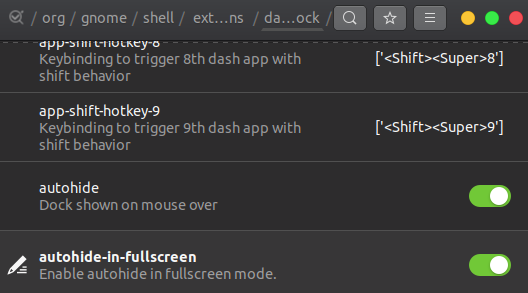 / org / gnome / shell / ext…ns / da…ock /
app-shift-hotkey-8
Keybinding to trigger 8th dash app with ['<Shift><Super>8']
shift behavior
app-shift-hotkey-9
Keybinding to trigger 9th dash app with ['<Shift><Super>9']
shift behavior
autohide
Dock shown on mouse over
autohide-in-fullscreen
Enable autohide in fullscreen mode.